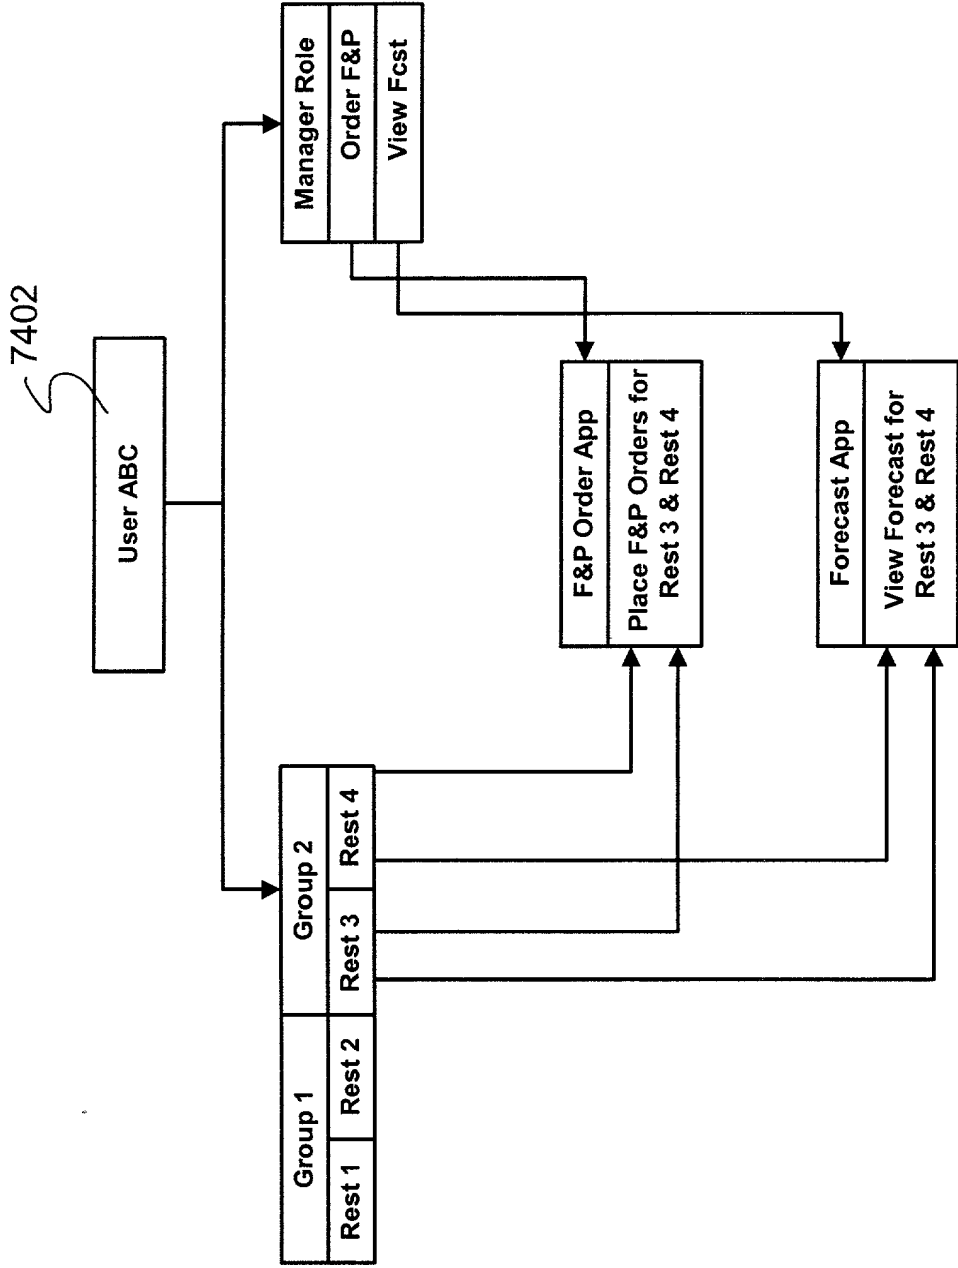 7402
User ABC
Group 1
Group 2
Rest 1
Rest 2
Rest 3
Rest 4
Manager Role
Order F&P
View Fcst
F&P Order App
Place F&P Orders for
Rest 3 & Rest 4
Forecast App
View Forecast for
Rest 3 & Rest 4